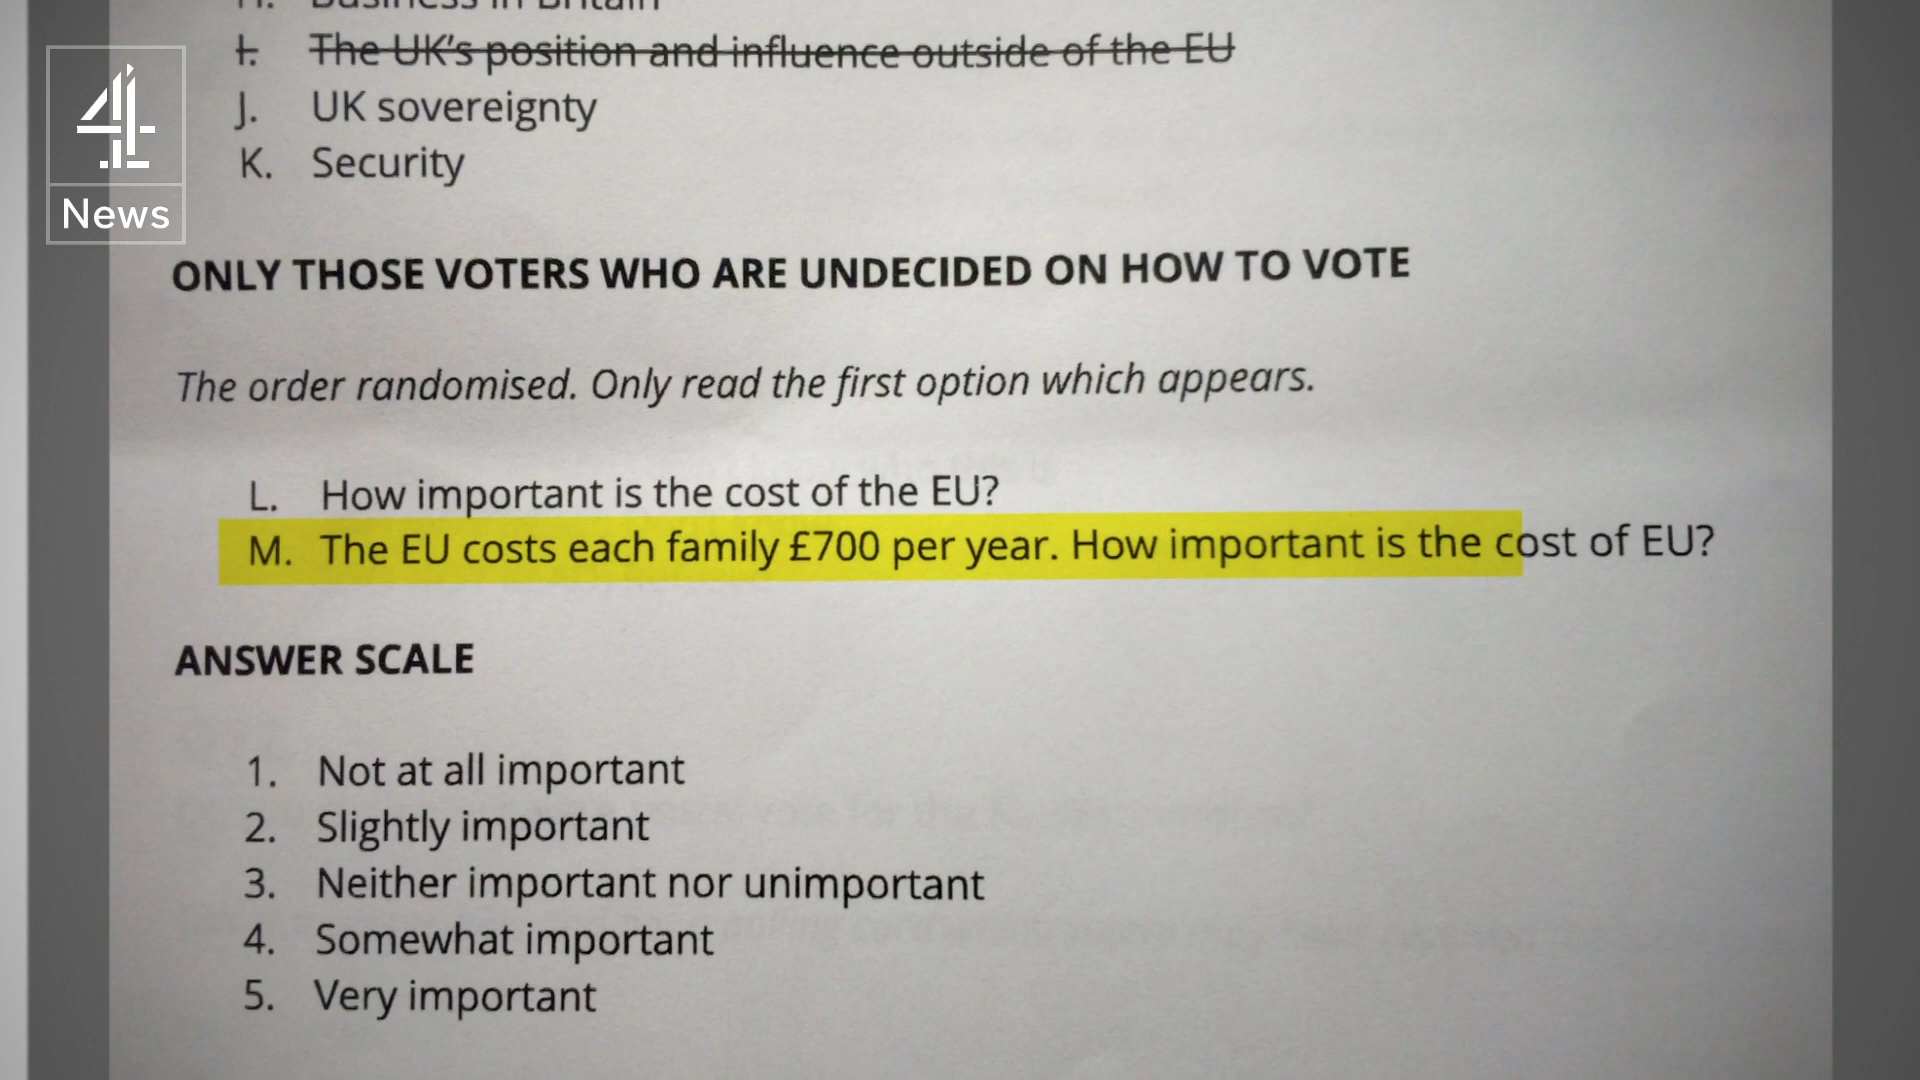 Business in Britain
I. The UK's position and influence outside of the EU
J. UK sovereignty
K. Security
4 News
ONLY THOSE VOTERS WHO ARE UNDECIDED ON HOW TO VOTE
The order randomised. Only read the first option which appears.
L. How important is the cost of the EU?
M. The EU costs each family £700 per year. How important is the cost of EU?
ANSWER SCALE
1. Not at all important
2. Slightly important
3. Neither important nor unimportant
4. Somewhat important
5. Very important